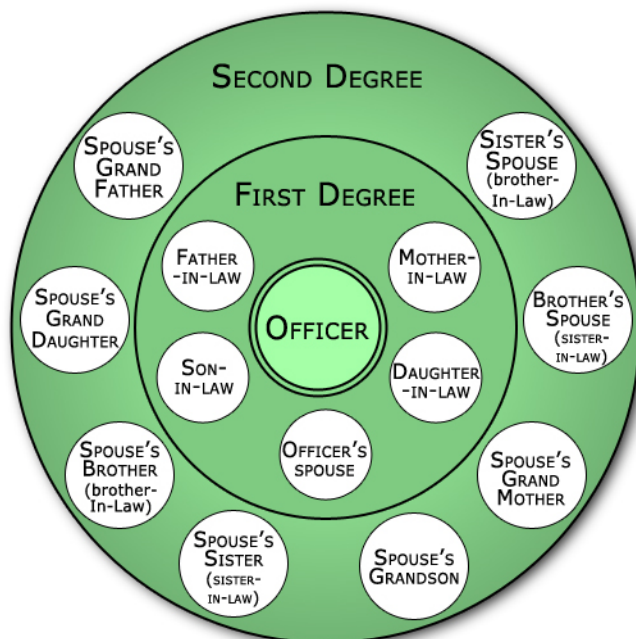 SECOND DEGREE
SPOUSE'S
GRAND
FATHER
SISTER'S
SPOUSE
(brother-
In-Law)
FIRST DEGREE
FATHER
-IN-LAW
MOTHER-
IN-LAW
SPOUSE'S
GRAND
DAUGHTER
OFFICER
BROTHER'S
SPOUSE
(SISTER-
IN-LAW)
SON-
IN-LAW
DAUGHTER
-IN-LAW
SPOUSE'S
BROTHER
(brother-
In-Law)
OFFICER'S
SPOUSE
SPOUSE'S
GRAND
MOTHER
SPOUSE'S
SISTER
(SISTER-
IN-LAW)
SPOUSE'S
GRANDSON